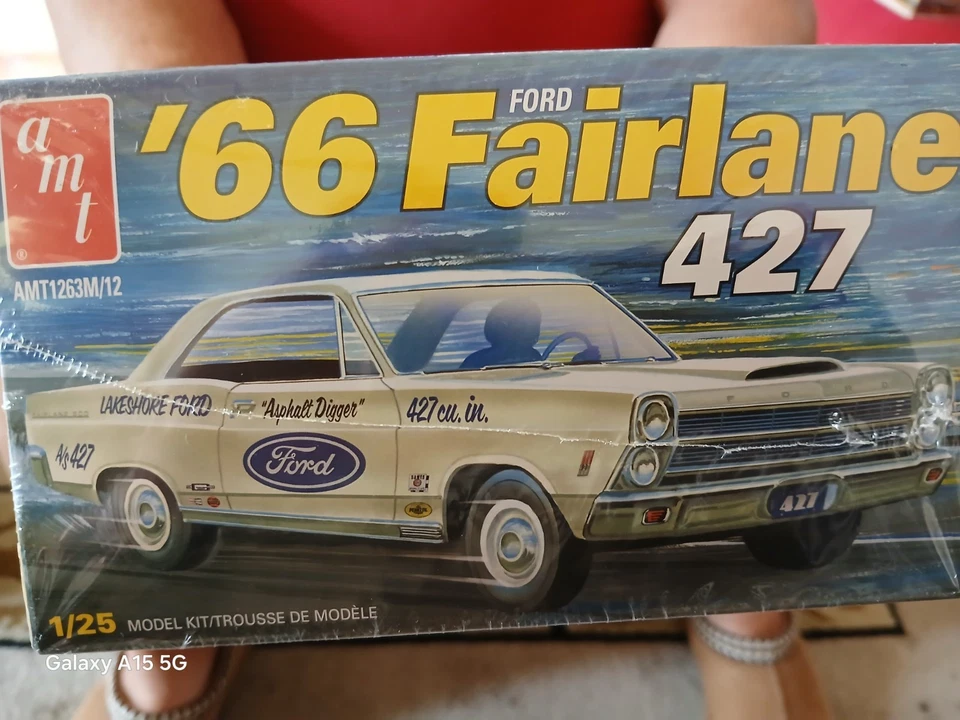 amt
®
AMT1263M/12
'66 Fairlane
FORD
427
LAKESHORE FORD
"Asphalt Digger"
427 cu. in.
Ford
A/S 427
FORD
427
1/25 MODEL KIT/TROUSSE DE MODÈLE
Galaxy A15 5G